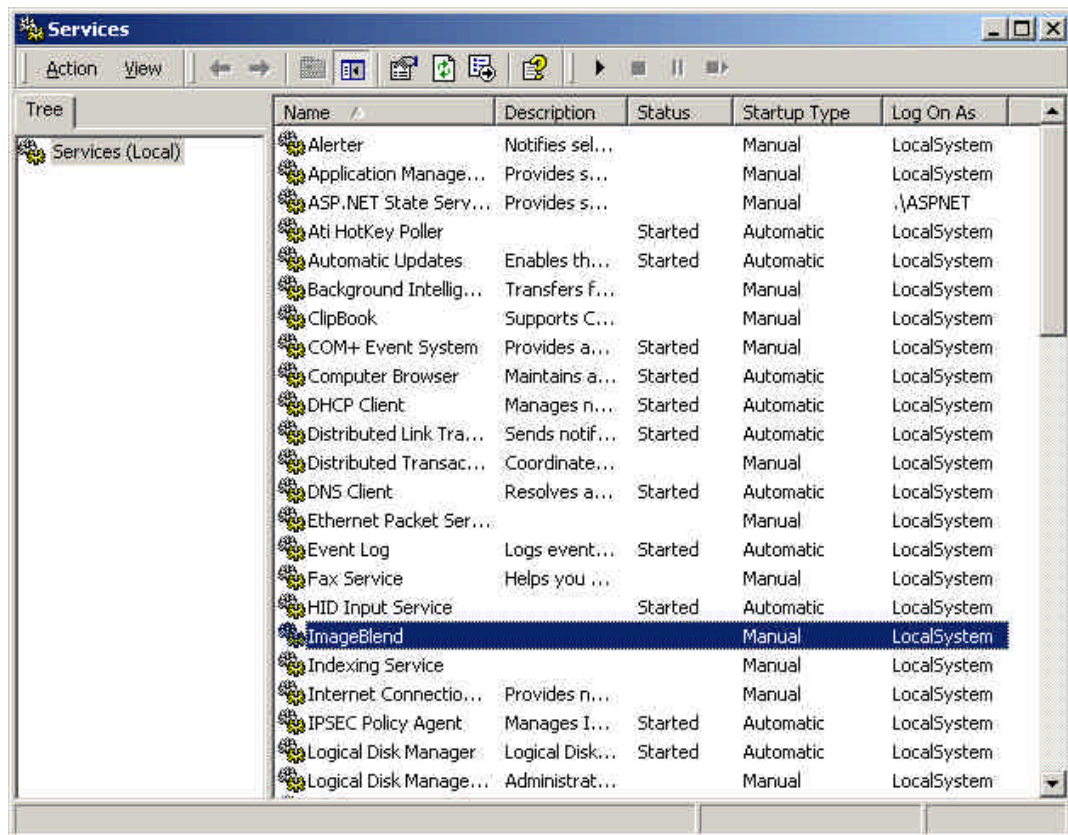 Services
Action View
Tree
Services (Local)
Name Description Status Startup Type Log On As
Alerter Notifies sel... Manual LocalSystem
Application Manage... Provides s... Manual LocalSystem
ASP.NET State Serv... Provides s... Manual .\ASPNET
Ati HotKey Poller Started Automatic LocalSystem
Automatic Updates Enables th... Started Automatic LocalSystem
Background Intellig... Transfers f... Manual LocalSystem
ClipBook Supports C... Manual LocalSystem
COM+ Event System Provides a... Started Manual LocalSystem
Computer Browser Maintains a... Started Automatic LocalSystem
DHCP Client Manages n... Started Automatic LocalSystem
Distributed Link Tra... Sends notif... Started Automatic LocalSystem
Distributed Transac... Coordinate... Manual LocalSystem
DNS Client Resolves a... Started Automatic LocalSystem
Ethernet Packet Ser... Manual LocalSystem
Event Log Logs event... Started Automatic LocalSystem
Fax Service Helps you ... Manual LocalSystem
HID Input Service Started Automatic LocalSystem
ImageBlend Manual LocalSystem
Indexing Service Manual LocalSystem
Internet Connectio... Provides n... Manual LocalSystem
IPSEC Policy Agent Manages I... Started Automatic LocalSystem
Logical Disk Manager Logical Disk... Started Automatic LocalSystem
Logical Disk Manage... Administrat... Manual LocalSystem